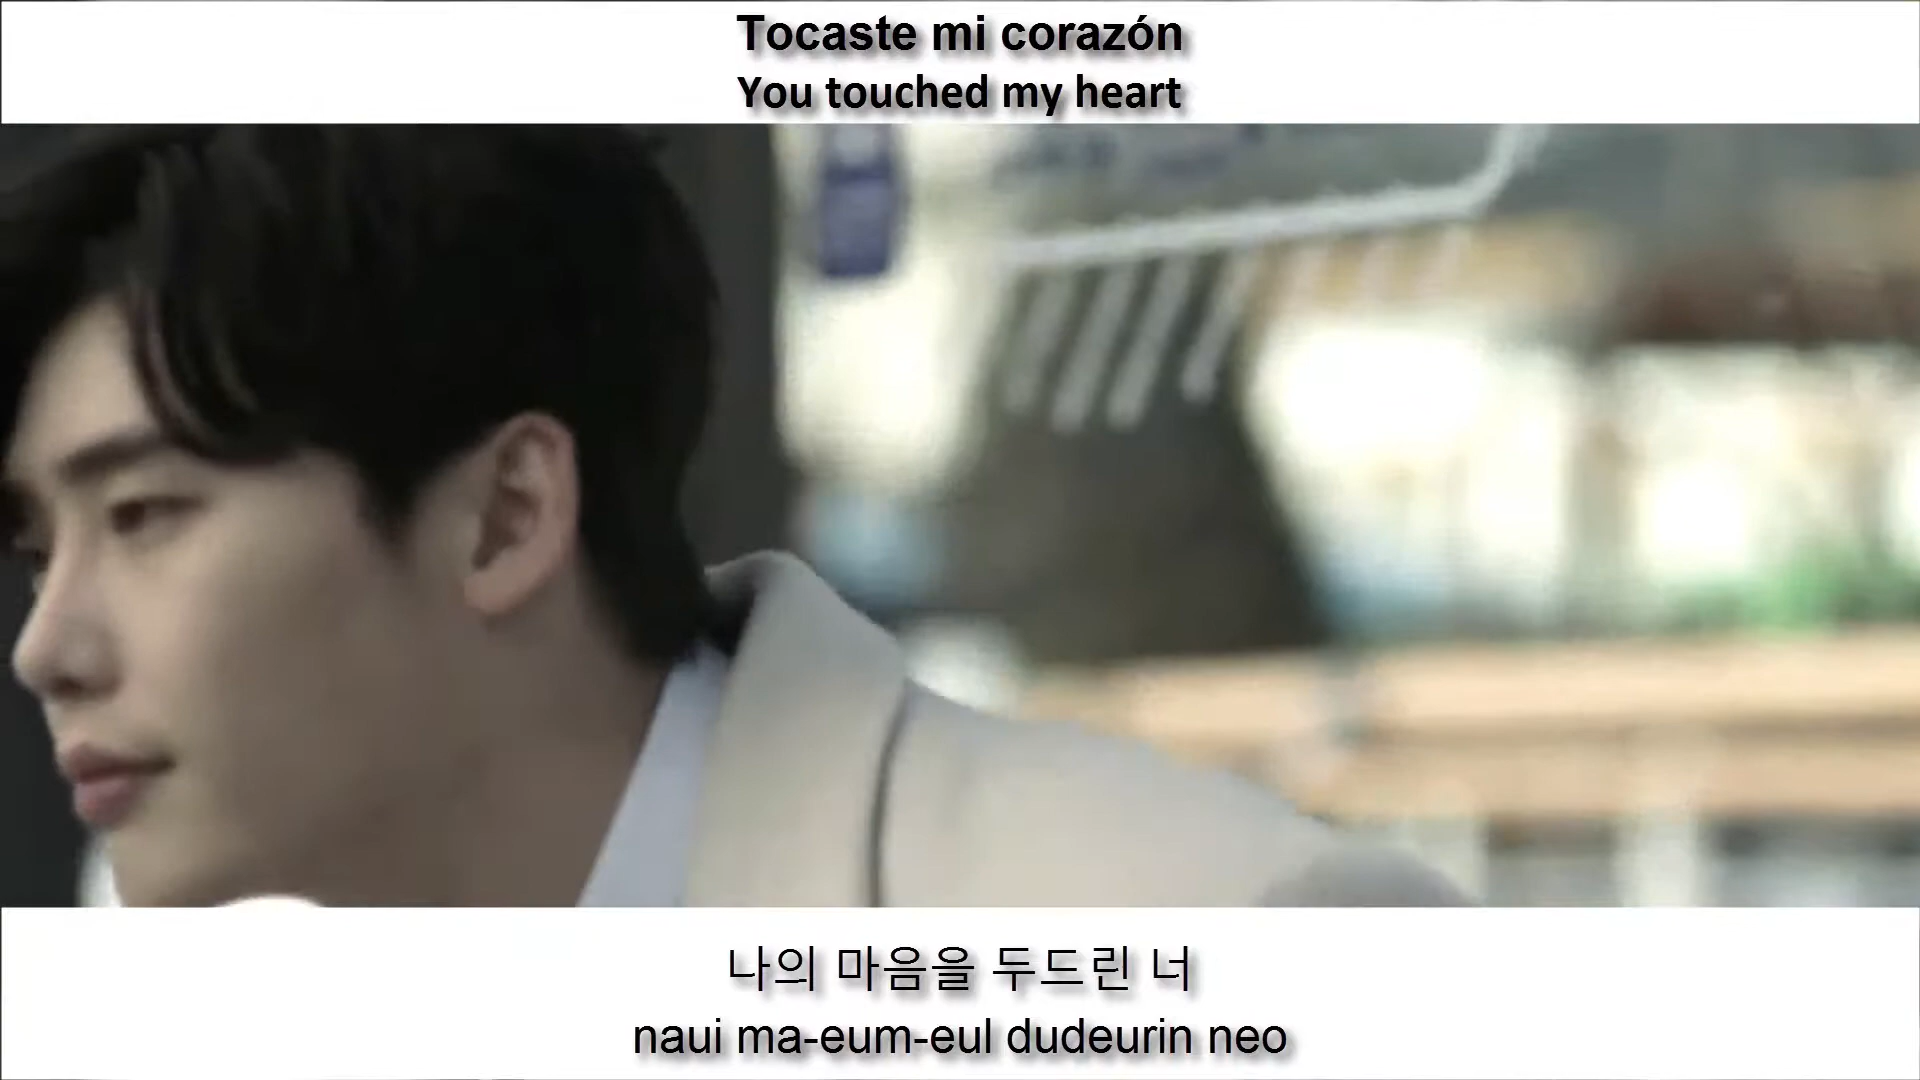 Tocaste mi corazón
You touched my heart
나의 마음을 두드린 너
naui ma-eum-eul dudeurin neo